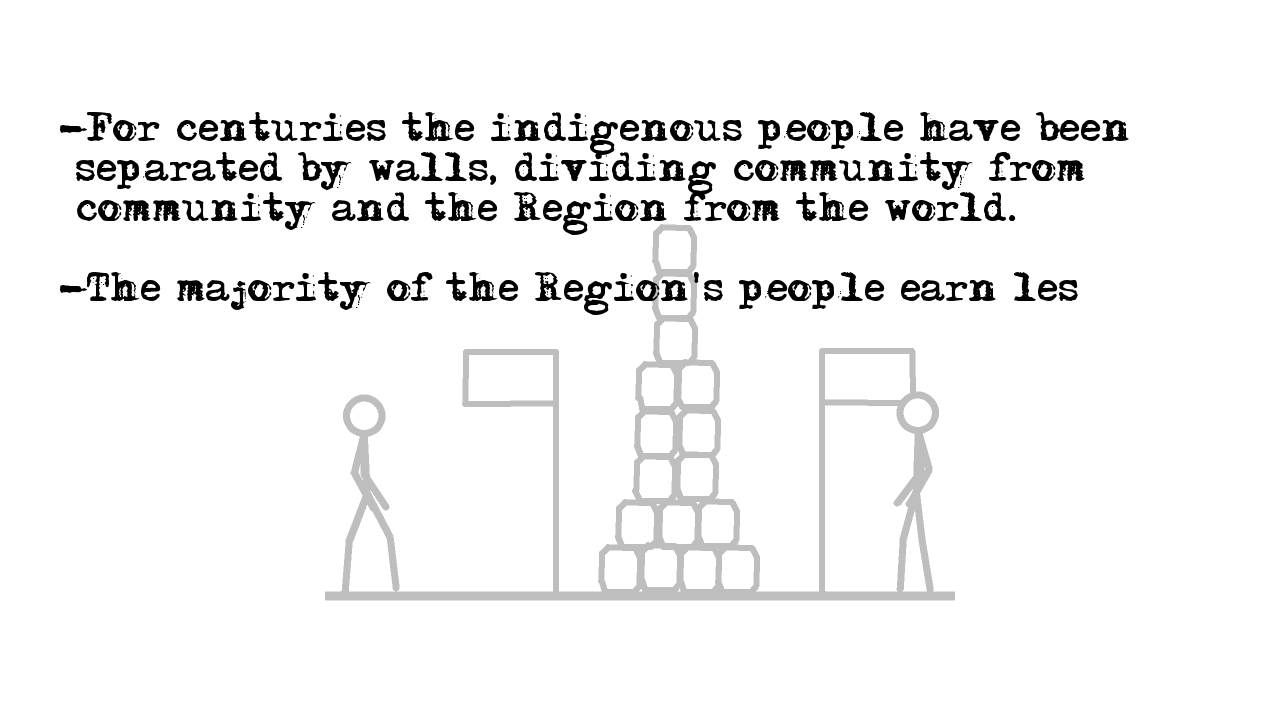 -For centuries the indigenous people have been
separated by walls, dividing community from
community and the Region from the world.
-The majority of the Region's people earn les